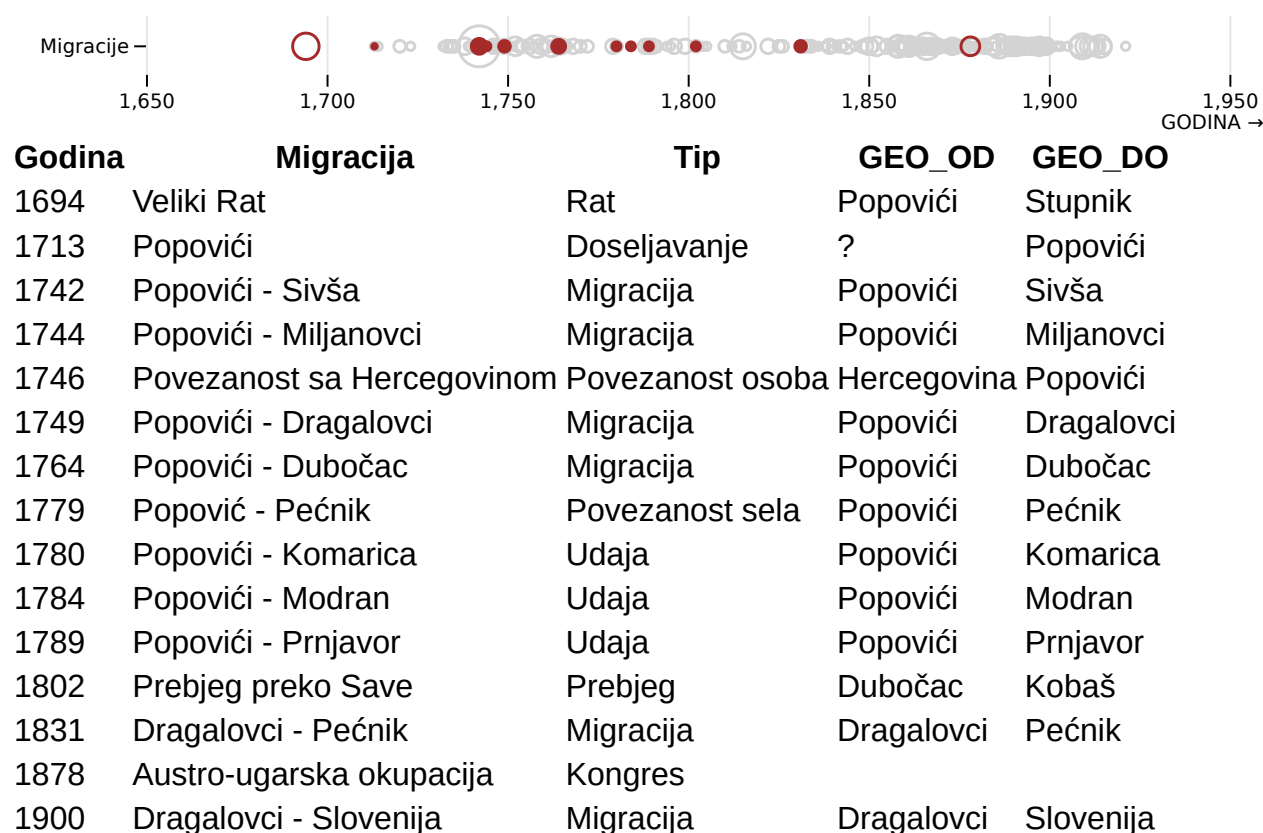 Migracije
1,650 1,700 1,750 1,800 1,850 1,900 1,950
GODINA →
Godina Migracija Tip GEO_OD GEO_DO
1694 Veliki Rat Rat Popovići Stupnik
1713 Popovići Doseljavanje ? Popovići
1742 Popovići - Sivša Migracija Popovići Sivša
1744 Popovići - Miljanovci Migracija Popovići Miljanovci
1746 Povezanost sa Hercegovinom Povezanost osoba Hercegovina Popovići
1749 Popovići - Dragalovci Migracija Popovići Dragalovci
1764 Popovići - Dubočac Migracija Popovići Dubočac
1779 Popović - Pećnik Povezanost sela Popovići Pećnik
1780 Popovići - Komarica Udaja Popovići Komarica
1784 Popovići - Modran Udaja Popovići Modran
1789 Popovići - Prnjavor Udaja Popovići Prnjavor
1802 Prebjeg preko Save Prebjeg Dubočac Kobaš
1831 Dragalovci - Pećnik Migracija Dragalovci Pećnik
1878 Austro-ugarska okupacija Kongres
1900 Dragalovci - Slovenija Migracija Dragalovci Slovenija